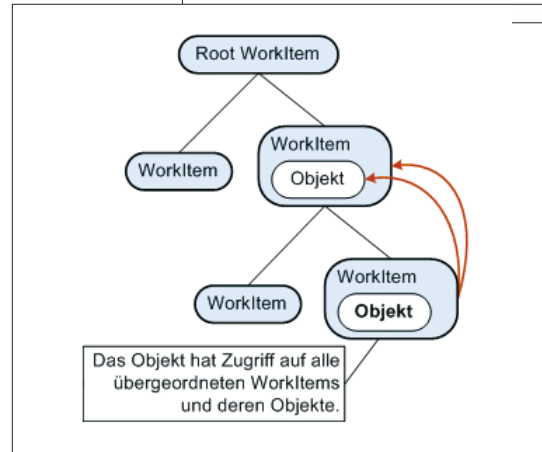 Root WorkItem
WorkItem
WorkItem
Objekt
WorkItem
WorkItem
Objekt
Das Objekt hat Zugriff auf alle
übergeordneten WorkItems
und deren Objekte.